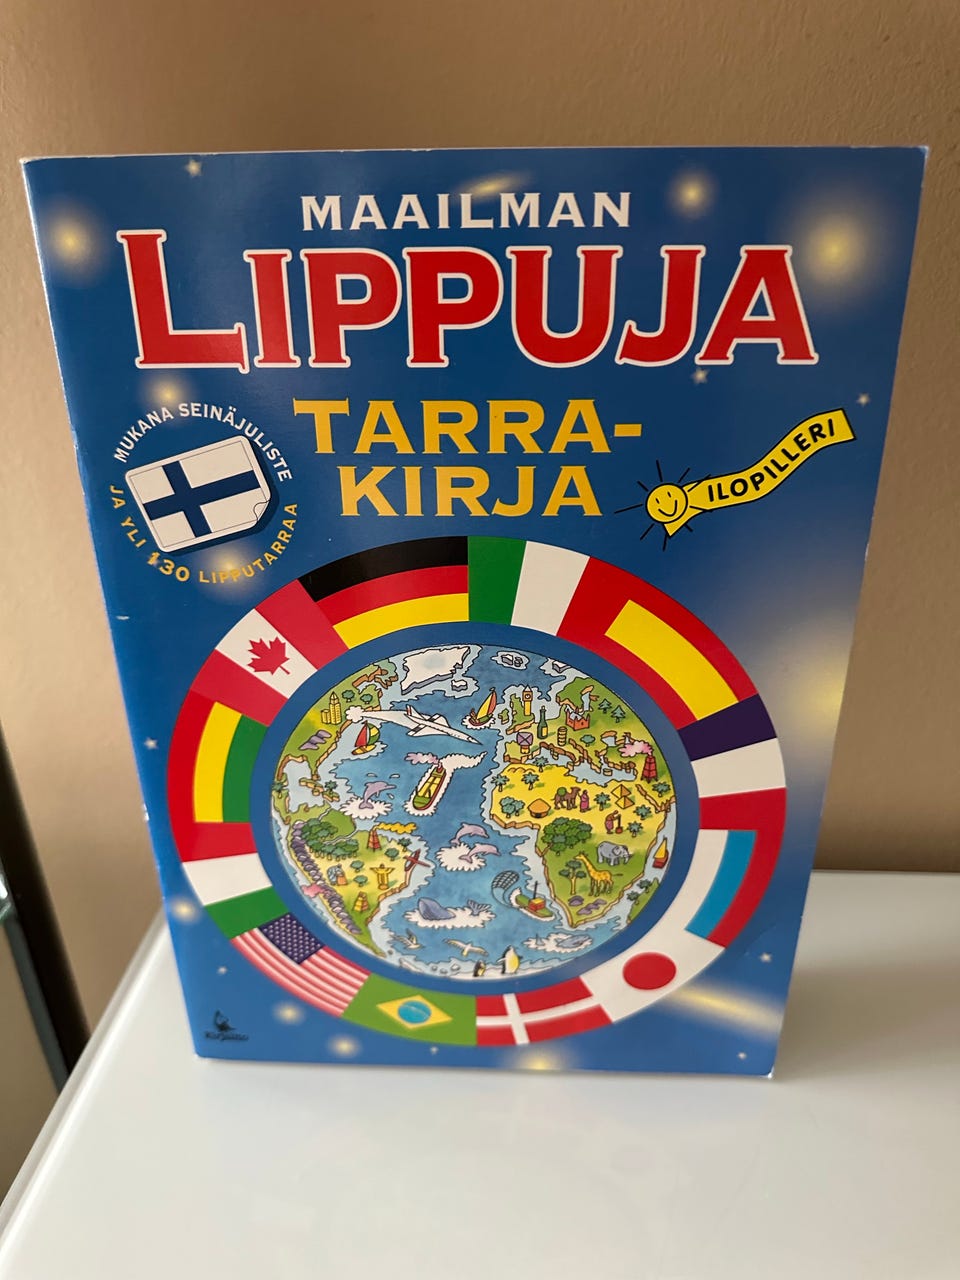 MAAILMAN
LIPPUJA
TARRA-
KIRJA
MUKANA SEINÄJULISTE
JA YLI 130 LIPPUTARRAA
ILOPILLERI